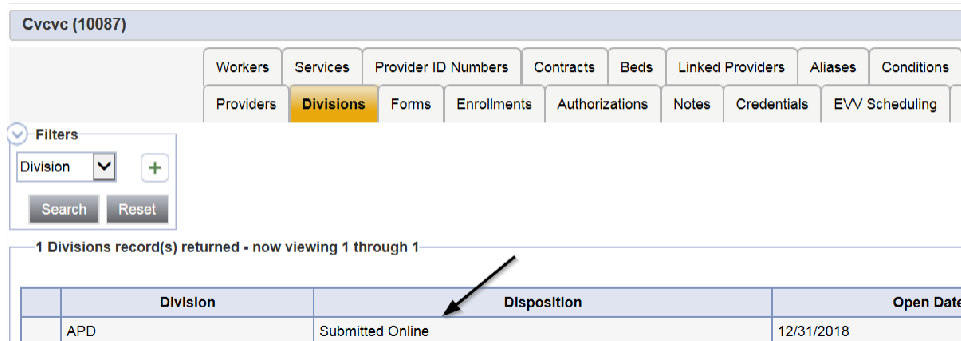 Cvcvc (10087)
Workers Services Provider ID Numbers Contracts Beds Linked Providers Aliases Conditions
Providers Divisions Forms Enrollments Authorizations Notes Credentials EVV Scheduling
Filters
Division
Search Reset
1 Divisions record(s) returned - now viewing 1 through 1
Division Disposition Open Date
APD Submitted Online 12/31/2018